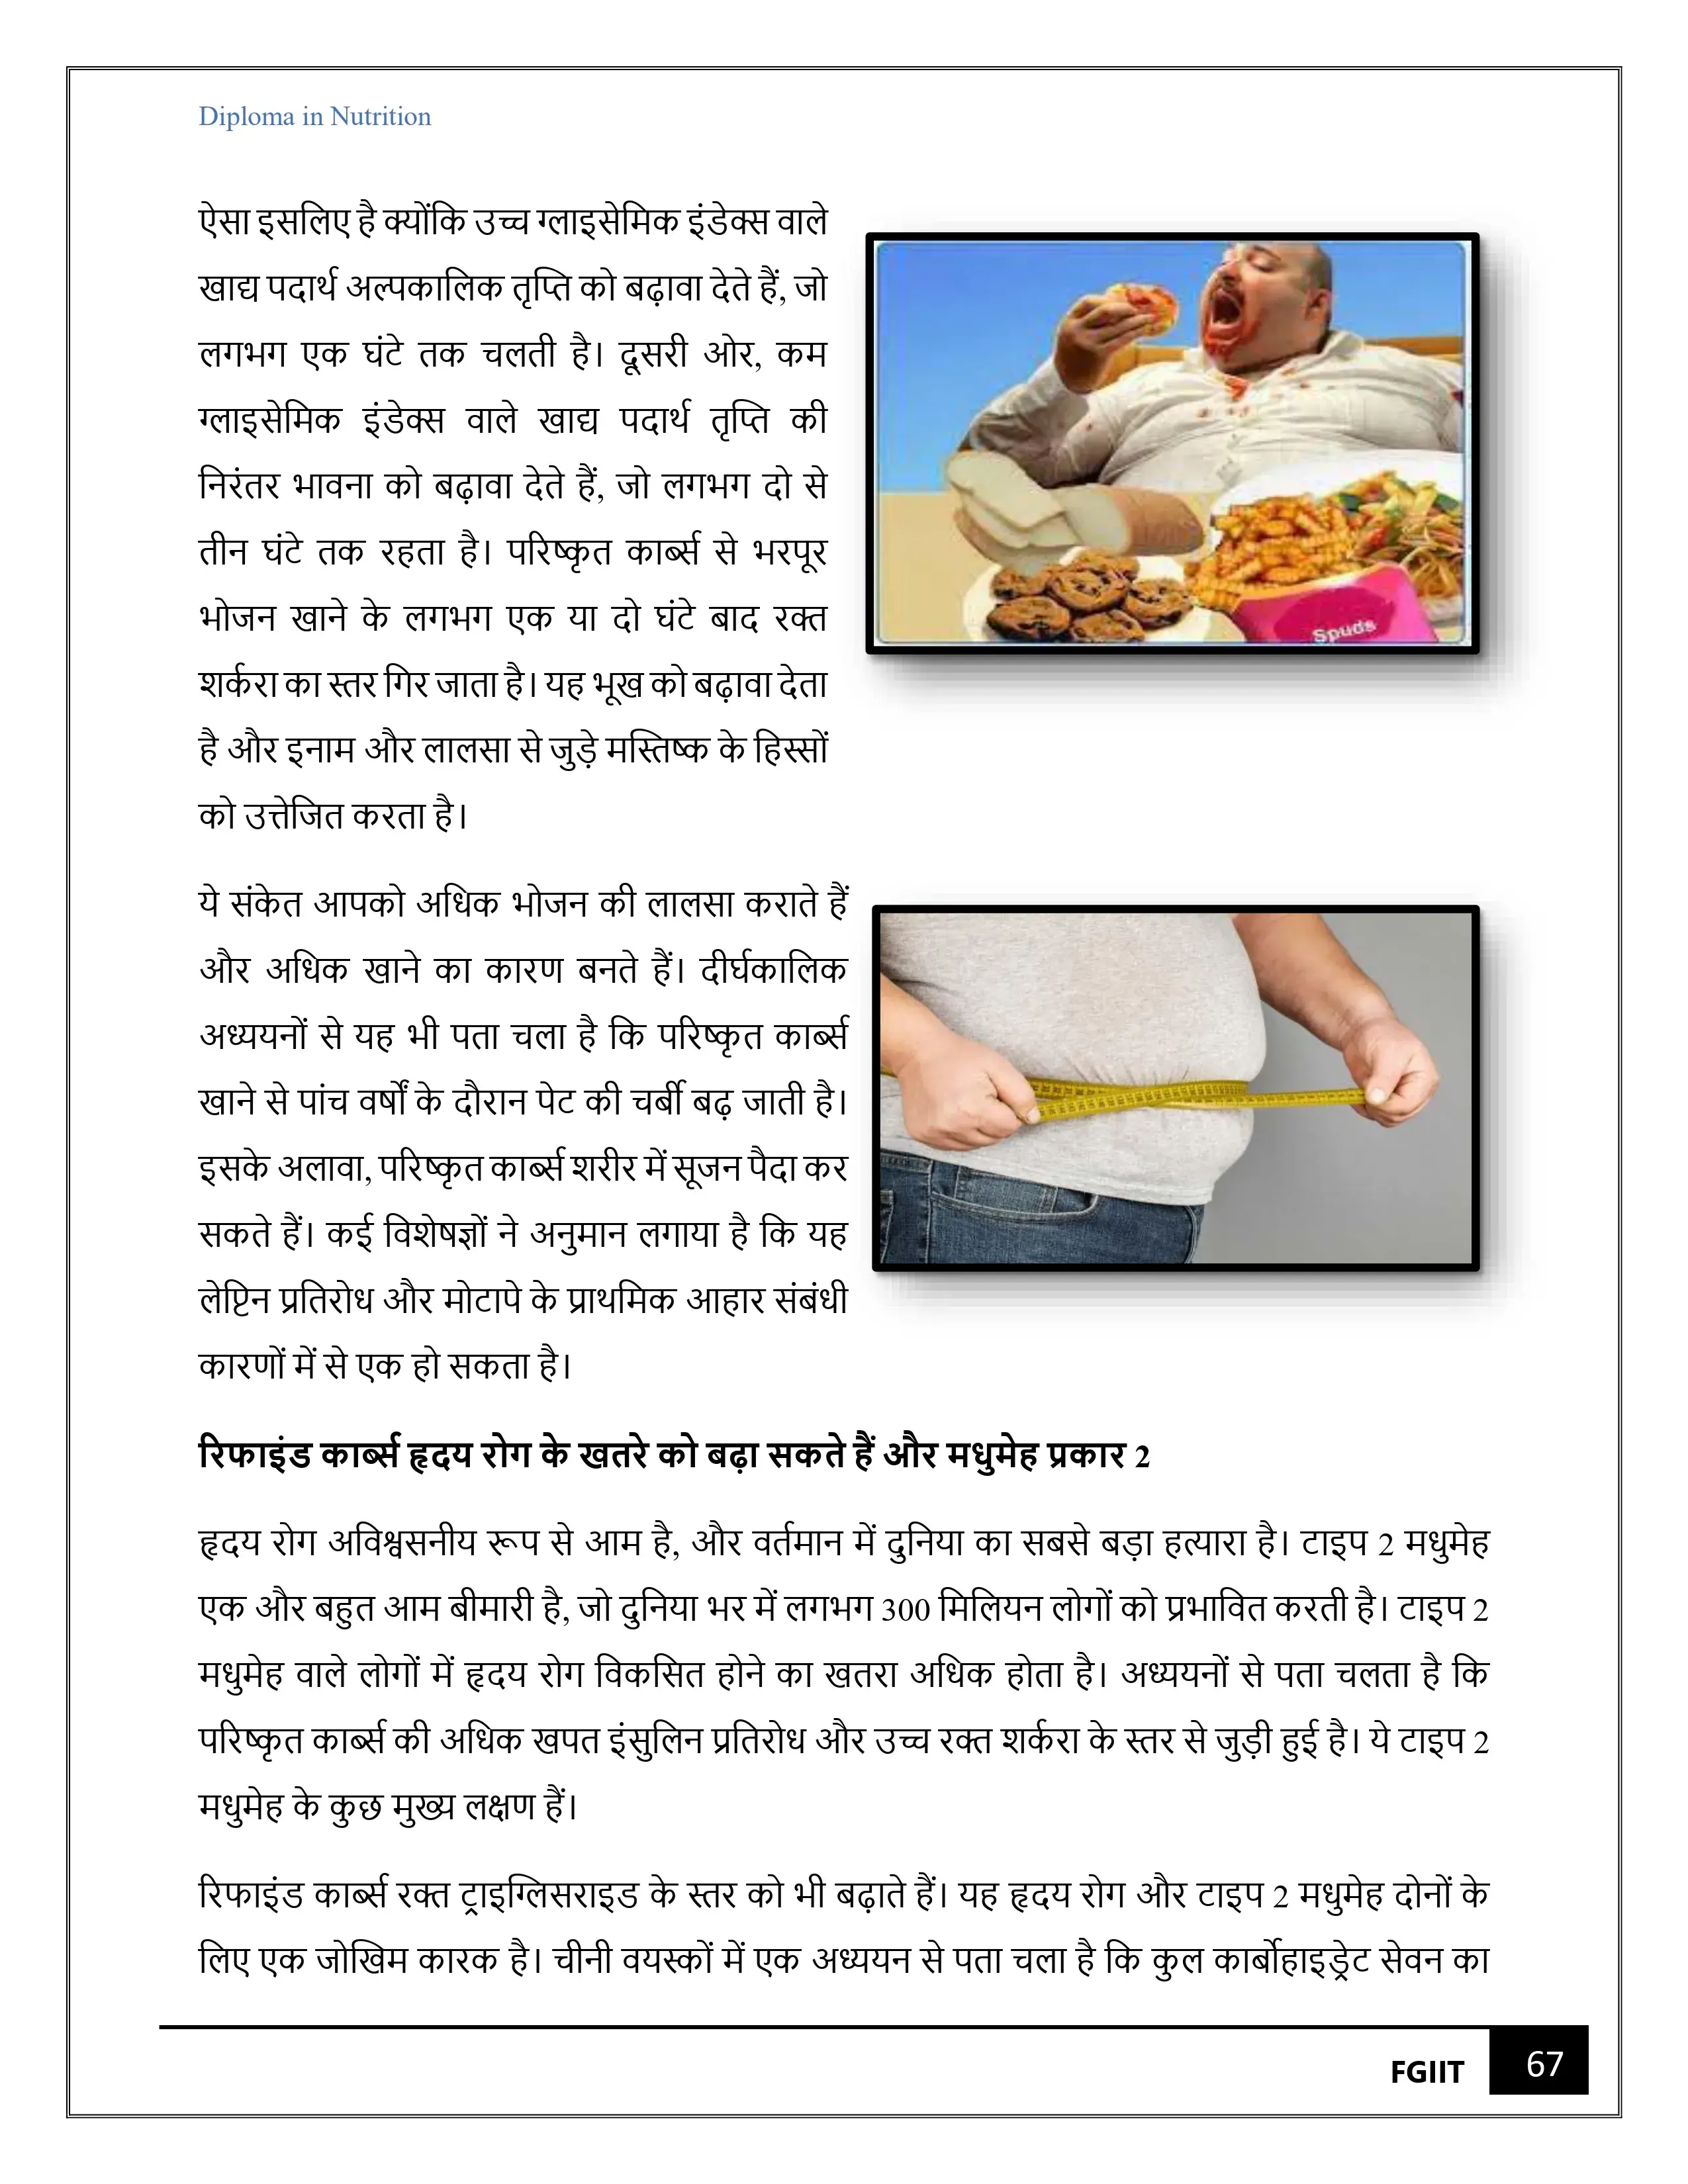 Diploma in Nutrition
ऐसा इसलिए है क्योंकि उच्च ग्लाइसेमिक इंडेक्स वाले
खाद्य पदार्थ अल्पकालिक तृप्ति को बढ़ावा देते हैं, जो
लगभग एक घंटे तक चलती है। दूसरी ओर, कम
ग्लाइसेमिक इंडेक्स वाले खाद्य पदार्थ तृप्ति की
निरंतर भावना को बढ़ावा देते हैं, जो लगभग दो से
तीन घंटे तक रहता है। परिष्कृत कार्ब्स से भरपूर
भोजन खाने के लगभग एक या दो घंटे बाद रक्त
शर्करा का स्तर गिर जाता है। यह भूख को बढ़ावा देता
है और इनाम और लालसा से जुड़े मस्तिष्क के हिस्सों
को उत्तेजित करता है।
Spuds
ये संकेत आपको अधिक भोजन की लालसा कराते हैं
और अधिक खाने का कारण बनते हैं। दीर्घकालिक
अध्ययनों से यह भी पता चला है कि परिष्कृत कार्ब्स
खाने से पांच वर्षों के दौरान पेट की चर्बी बढ़ जाती है।
इसके अलावा, परिष्कृत कार्ब्स शरीर में सूजन पैदा कर
सकते हैं। कई विशेषज्ञों ने अनुमान लगाया है कि यह
लेप्टिन प्रतिरोध और मोटापे के प्राथमिक आहार संबंधी
कारणों में से एक हो सकता है।
रिफाइंड कार्ब्स हृदय रोग के खतरे को बढ़ा सकते हैं और मधुमेह प्रकार 2
हृदय रोग अविश्वसनीय रूप से आम है, और वर्तमान में दुनिया का सबसे बड़ा हत्यारा है। टाइप 2 मधुमेह
एक और बहुत आम बीमारी है, जो दुनिया भर में लगभग 300 मिलियन लोगों को प्रभावित करती है। टाइप 2
मधुमेह वाले लोगों में हृदय रोग विकसित होने का खतरा अधिक होता है। अध्ययनों से पता चलता है कि
परिष्कृत कार्ब्स की अधिक खपत इंसुलिन प्रतिरोध और उच्च रक्त शर्करा के स्तर से जुड़ी हुई है। ये टाइप 2
मधुमेह के कुछ मुख्य लक्षण हैं।
रिफाइंड कार्ब्स रक्त ट्राइग्लिसराइड के स्तर को भी बढ़ाते हैं। यह हृदय रोग और टाइप 2 मधुमेह दोनों के
लिए एक जोखिम कारक है। चीनी वयस्कों में एक अध्ययन से पता चला है कि कुल कार्बोहाइड्रेट सेवन का
FGIIT 67